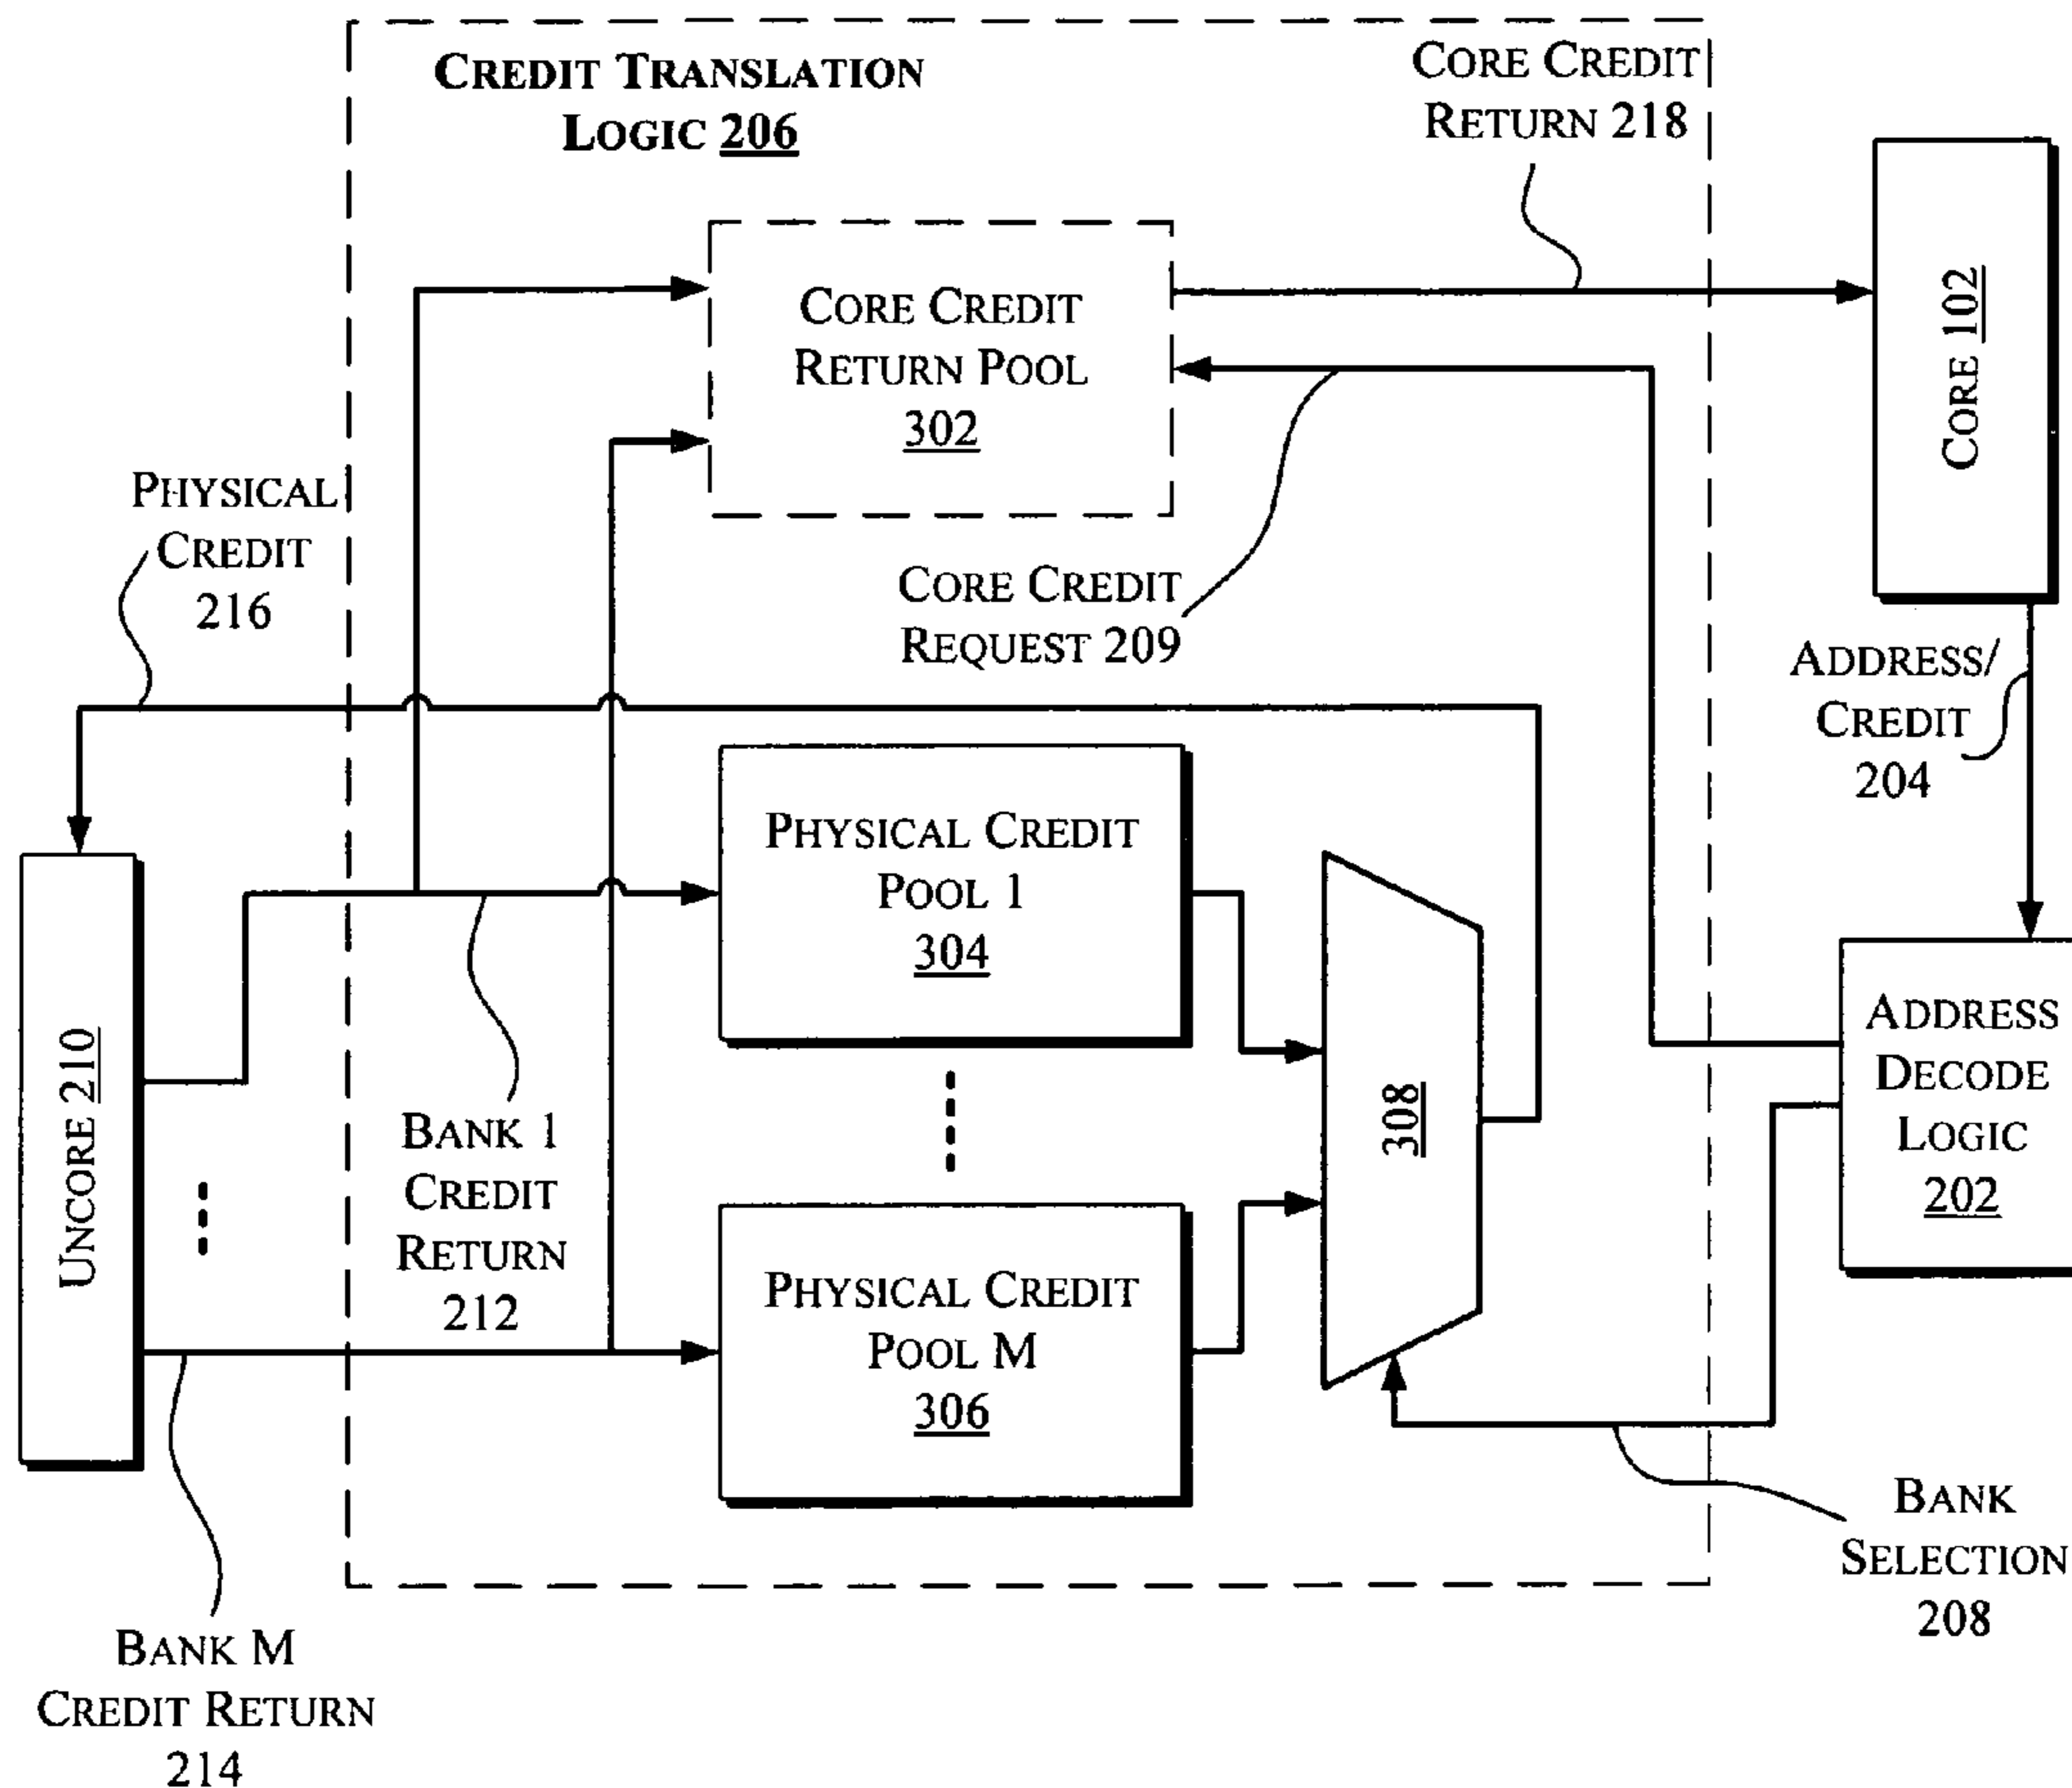 CREDIT TRANSLATION
LOGIC 206
CORE CREDIT
RETURN 218
CORE CREDIT
RETURN POOL
302
CORE 102
PHYSICAL
CREDIT
216
CORE CREDIT
REQUEST 209
ADDRESS/
CREDIT
204
PHYSICAL CREDIT
POOL 1
304
UNCORE 210
BANK 1
CREDIT
RETURN
212
308
ADDRESS
DECODE
LOGIC
202
PHYSICAL CREDIT
POOL M
306
BANK
SELECTION
208
BANK M
CREDIT RETURN
214